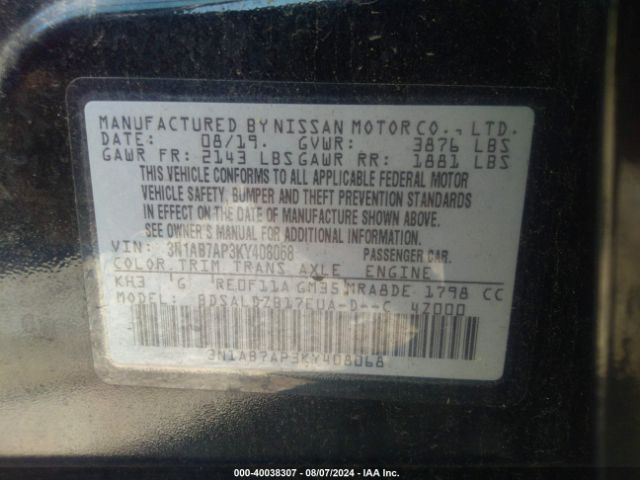 MANUFACTURED BY NISSAN MOTOR CO., LTD.
DATE: 08/19. GVWR: 3876 LBS
GAWR FR: 2143 LBS GAWR RR: 1881 LBS
THIS VEHICLE CONFORMS TO ALL APPLICABLE FEDERAL MOTOR
VEHICLE SAFETY, BUMPER AND THEFT PREVENTION STANDARDS
IN EFFECT ON THE DATE OF MANUFACTURE SHOWN ABOVE.
SEE OWNER'S MANUAL FOR ADDITIONAL INFORMATION.
VIN: 3N1AB7AP3KY408068 PASSENGER CAR.
COLOR TRIM TRANS AXLE ENGINE
KH3 'G RE0F11A GM35 MRA8DE 1798 CC
MODEL: BDSALDZB17EUA-D--C 4Z000
3N1AB7AP3KY408068
000-40038307 - 08/07/2024 - IAA Inc.